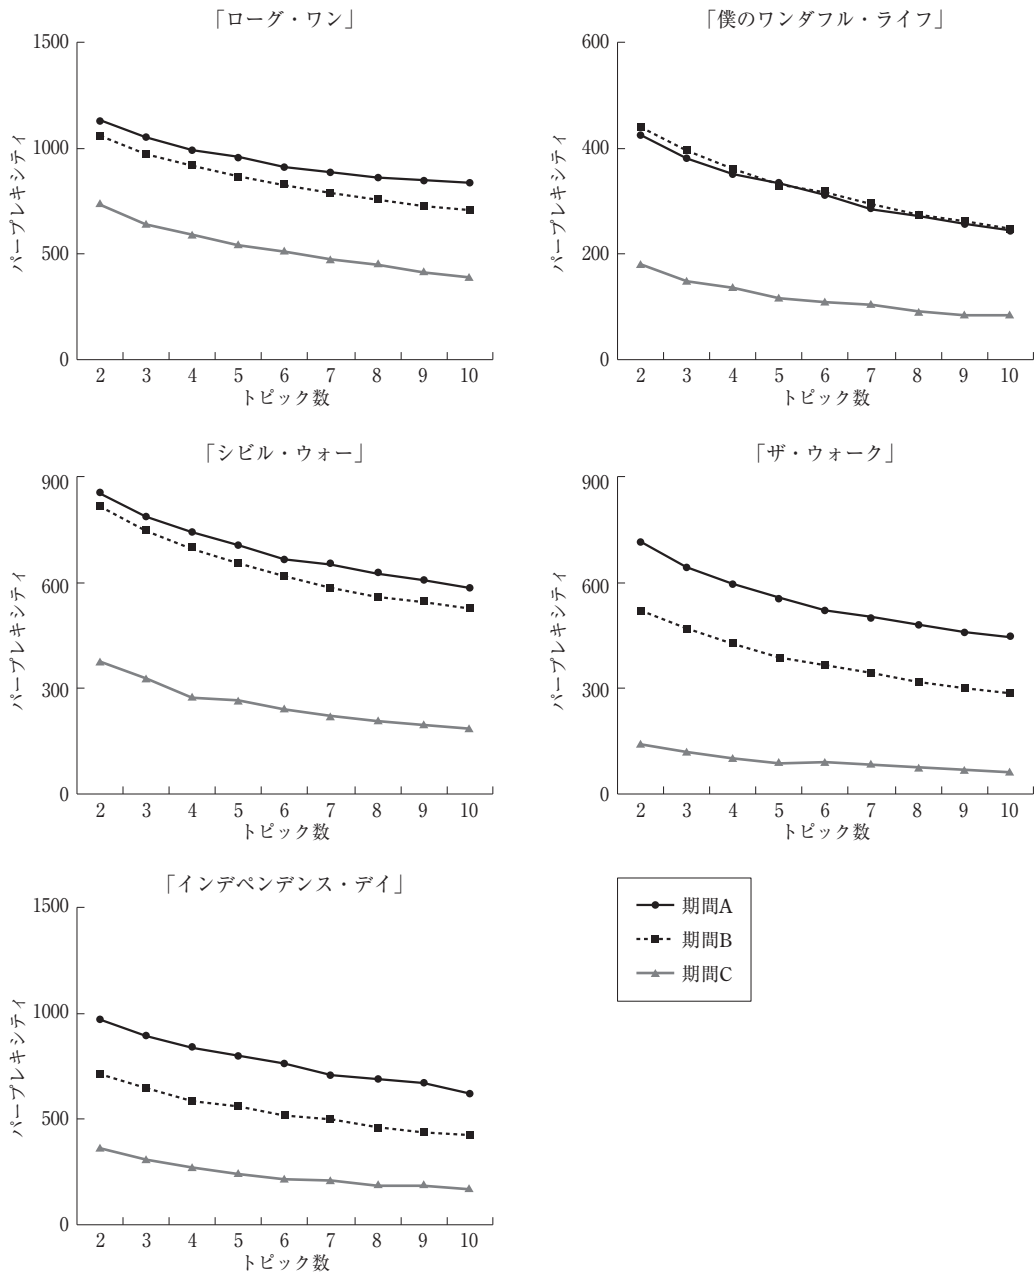 「ローグ・ワン」
1500
1000
500
0
パープレキシティ
2 3 4 5 6 7 8 9 10
トピック数
「僕のワンダフル・ライフ」
600
400
200
0
パープレキシティ
2 3 4 5 6 7 8 9 10
トピック数
「シビル・ウォー」
900
600
300
0
パープレキシティ
2 3 4 5 6 7 8 9 10
トピック数
「ザ・ウォーク」
900
600
300
0
パープレキシティ
2 3 4 5 6 7 8 9 10
トピック数
「インデペンデンス・デイ」
1500
1000
500
0
パープレキシティ
2 3 4 5 6 7 8 9 10
トピック数
期間A
期間B
期間C